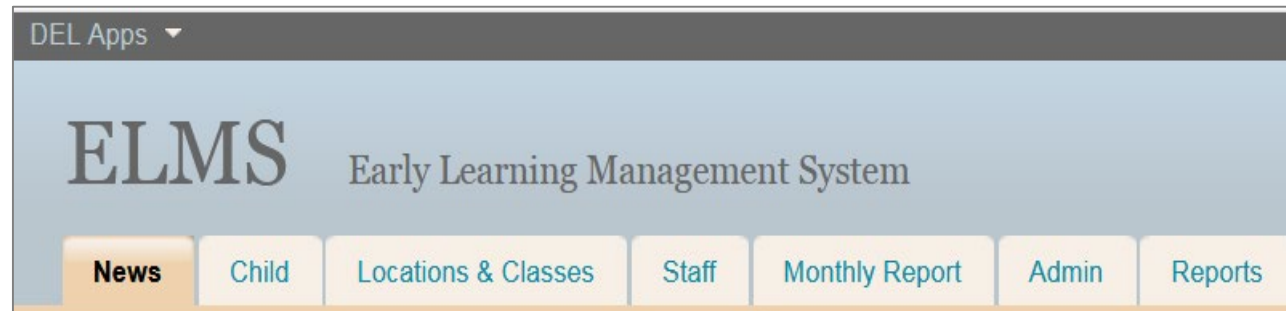 DEL Apps
ELMS Early Learning Management System
News Child Locations & Classes Staff Monthly Report Admin Reports